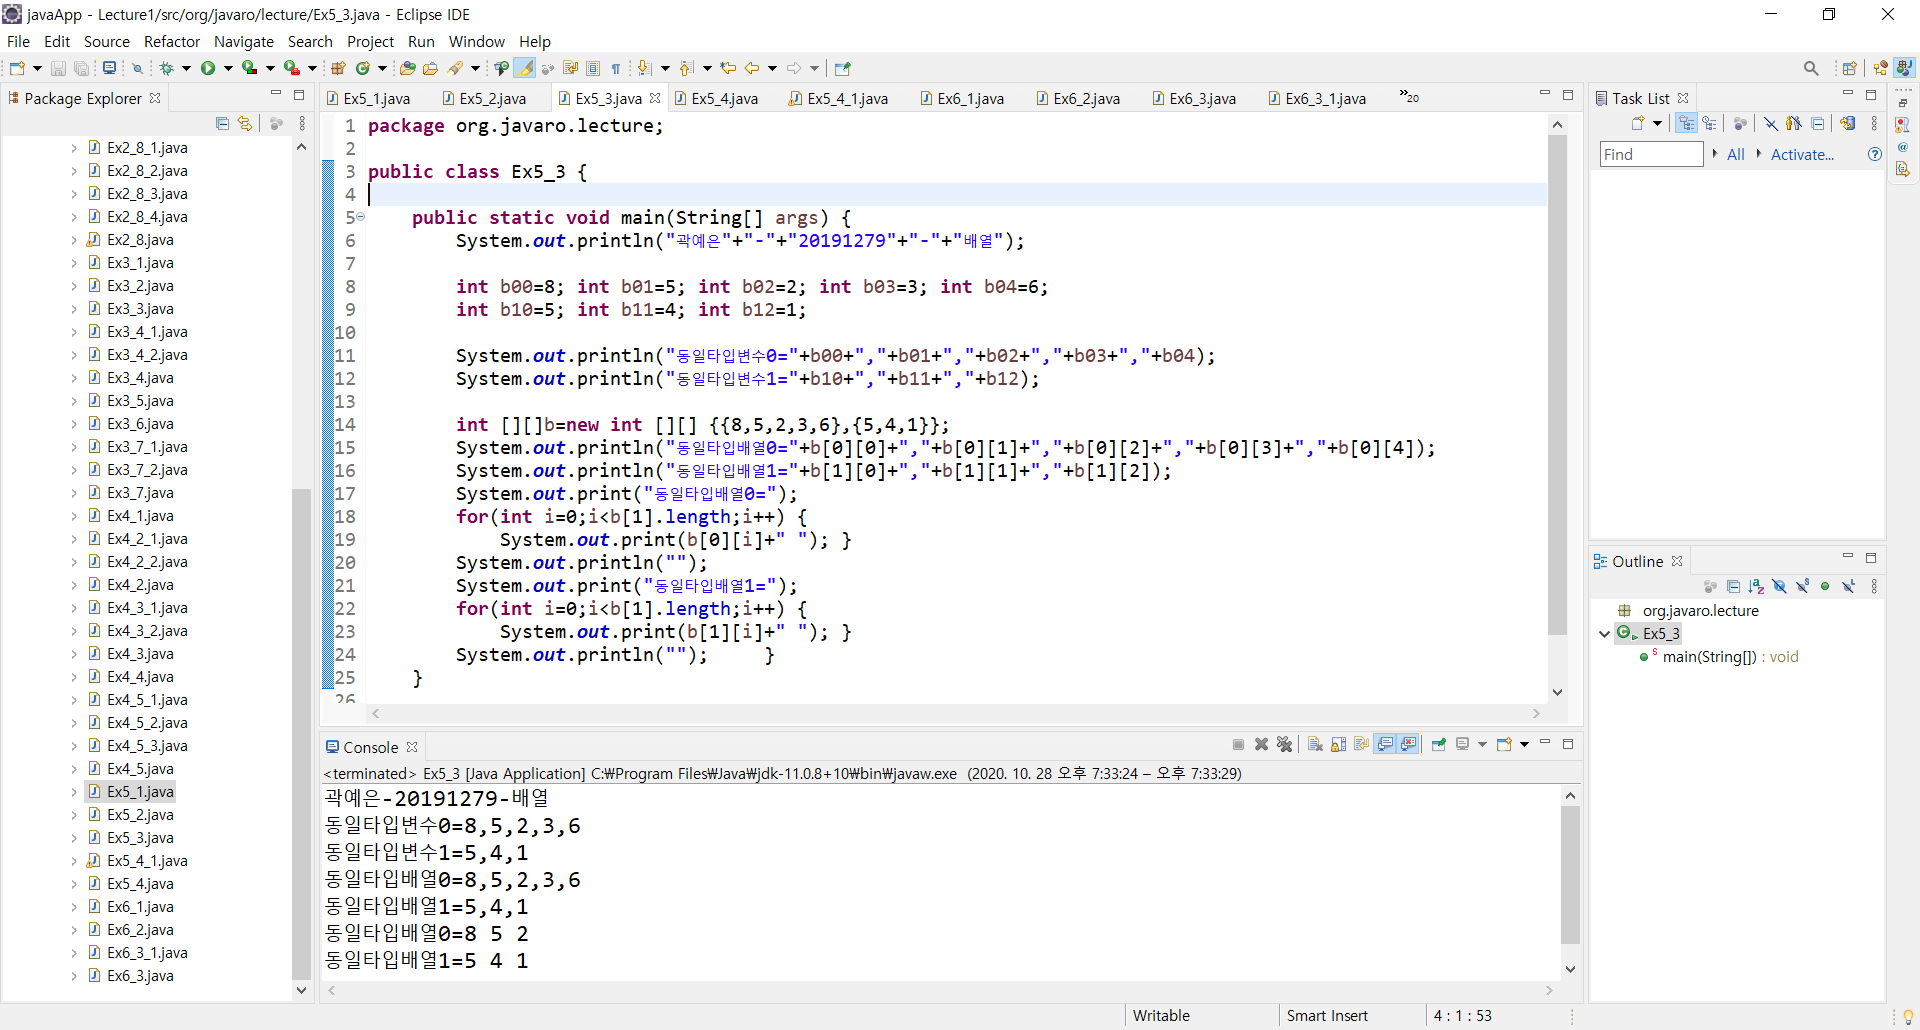 javaApp - Lecture1/src/org/javaro/lecture/Ex5_3.java - Eclipse IDE
File Edit Source Refactor Navigate Search Project Run Window Help
Package Explorer
Ex2_8_1.java
Ex2_8_2.java
Ex2_8_3.java
Ex2_8_4.java
Ex2_8.java
Ex3_1.java
Ex3_2.java
Ex3_3.java
Ex3_4_1.java
Ex3_4_2.java
Ex3_4.java
Ex3_5.java
Ex3_6.java
Ex3_7_1.java
Ex3_7_2.java
Ex3_7.java
Ex4_1.java
Ex4_2_1.java
Ex4_2_2.java
Ex4_2.java
Ex4_3_1.java
Ex4_3_2.java
Ex4_3.java
Ex4_4.java
Ex4_5_1.java
Ex4_5_2.java
Ex4_5_3.java
Ex4_5.java
Ex5_1.java
Ex5_2.java
Ex5_3.java
Ex5_4_1.java
Ex5_4.java
Ex6_1.java
Ex6_2.java
Ex6_3_1.java
Ex6_3.java
Ex5_1.java Ex5_2.java Ex5_3.java Ex5_4.java Ex5_4_1.java Ex6_1.java Ex6_2.java Ex6_3.java Ex6_3_1.java »20
1 package org.javaro.lecture;
2
3 public class Ex5_3 {
4
5 public static void main(String[] args) {
6 System.out.println("곽예은"+"-"+"20191279"+"-"+"배열");
7
8 int b00=8; int b01=5; int b02=2; int b03=3; int b04=6;
9 int b10=5; int b11=4; int b12=1;
10
11 System.out.println("동일타입변수0="+b00+","+b01+","+b02+","+b03+","+b04);
12 System.out.println("동일타입변수1="+b10+","+b11+","+b12);
13
14 int [][]b=new int [][] {{8,5,2,3,6},{5,4,1}};
15 System.out.println("동일타입배열0="+b[0][0]+","+b[0][1]+","+b[0][2]+","+b[0][3]+","+b[0][4]);
16 System.out.println("동일타입배열1="+b[1][0]+","+b[1][1]+","+b[1][2]);
17 System.out.print("동일타입배열0=");
18 for(int i=0;i<b[1].length;i++) {
19 System.out.print(b[0][i]+" "); }
20 System.out.println("");
21 System.out.print("동일타입배열1=");
22 for(int i=0;i<b[1].length;i++) {
23 System.out.print(b[1][i]+" "); }
24 System.out.println(""); }
25 }
26
Console
<terminated> Ex5_3 [Java Application] C:₩Program Files₩Java₩jdk-11.0.8+10₩bin₩javaw.exe (2020. 10. 28 오후 7:33:24 – 오후 7:33:29)
곽예은-20191279-배열
동일타입변수0=8,5,2,3,6
동일타입변수1=5,4,1
동일타입배열0=8,5,2,3,6
동일타입배열1=5,4,1
동일타입배열0=8 5 2
동일타입배열1=5 4 1
Task List
Find All Activate...
Outline
org.javaro.lecture
Ex5_3
main(String[]) : void
Writable Smart Insert 4 : 1 : 53